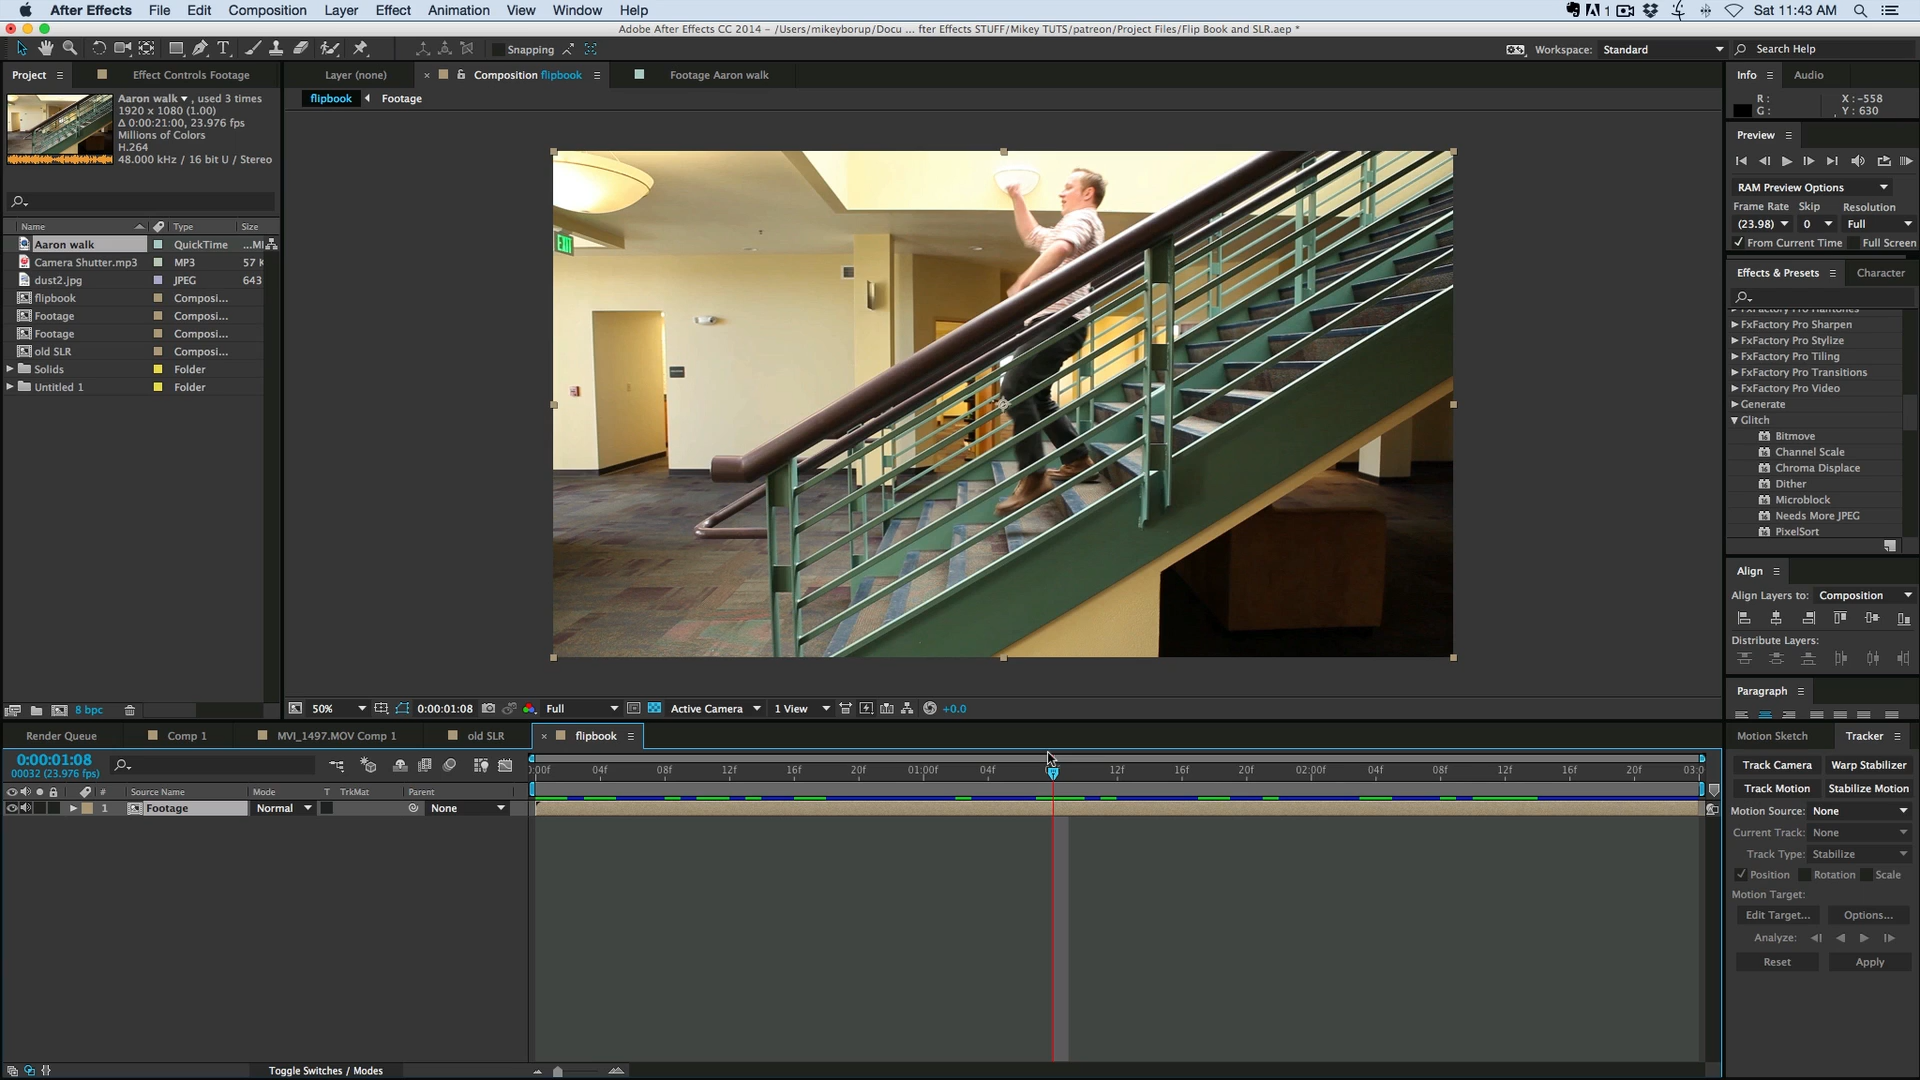 After Effects File Edit Composition Layer Effect Animation View Window Help
1 Sat 11:43 AM
Adobe After Effects CC 2014 - /Users/mikeyborup/Docu ... fter Effects STUFF/Mikey TUTS/patreon/Project Files/Flip Book and SLR.aep *
Snapping
Workspace: Standard
Search Help
Project
Effect Controls Footage
Layer (none)
Composition flipbook
Footage Aaron walk
Info Audio
flipbook Footage
Aaron walk , used 3 times
1920 x 1080 (1.00)
Δ 0:00:21:00, 23.976 fps
Millions of Colors
H.264
48.000 kHz / 16 bit U / Stereo
R : X : -558
G : Y : 630
Preview
RAM Preview Options
Frame Rate Skip Resolution
(23.98) 0 Full
From Current Time Full Screen
Name Type Size
Aaron walk QuickTime ...MI
Camera Shutter.mp3 MP3 57 K
dust2.jpg JPEG 643
flipbook Composi...
Footage Composi...
Footage Composi...
old SLR Composi...
Solids Folder
Untitled 1 Folder
EXIT
Effects & Presets Character
FxFactory Pro Halftones
FxFactory Pro Sharpen
FxFactory Pro Stylize
FxFactory Pro Tiling
FxFactory Pro Transitions
FxFactory Pro Video
Generate
Glitch
Bitmove
Channel Scale
Chroma Displace
Dither
Microblock
Needs More JPEG
PixelSort
Align
Align Layers to: Composition
Distribute Layers:
Paragraph
8 bpc
50% 0:00:01:08 Full Active Camera 1 View +0.0
Render Queue Comp 1 MVI_1497.MOV Comp 1 old SLR flipbook
Motion Sketch Tracker
0:00:01:08
00032 (23.976 fps)
):00f 04f 08f 12f 16f 20f 01:00f 04f 12f 16f 20f 02:00f 04f 08f 12f 16f 20f 03:0
# Source Name Mode T TrkMat Parent
1 Footage Normal None
Track Camera Warp Stabilizer
Track Motion Stabilize Motion
Motion Source: None
Current Track: None
Track Type: Stabilize
Position Rotation Scale
Motion Target:
Edit Target... Options...
Analyze:
Reset Apply
Toggle Switches / Modes